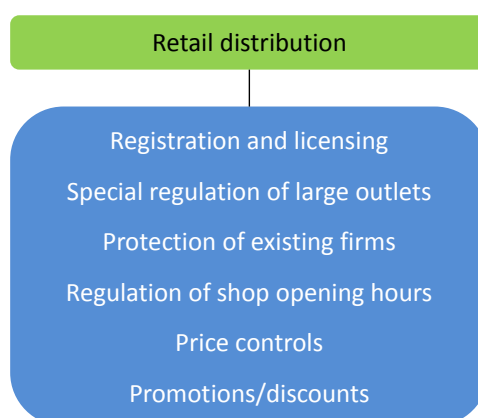 Retail distribution
Registration and licensing
Special regulation of large outlets
Protection of existing firms
Regulation of shop opening hours
Price controls
Promotions/discounts